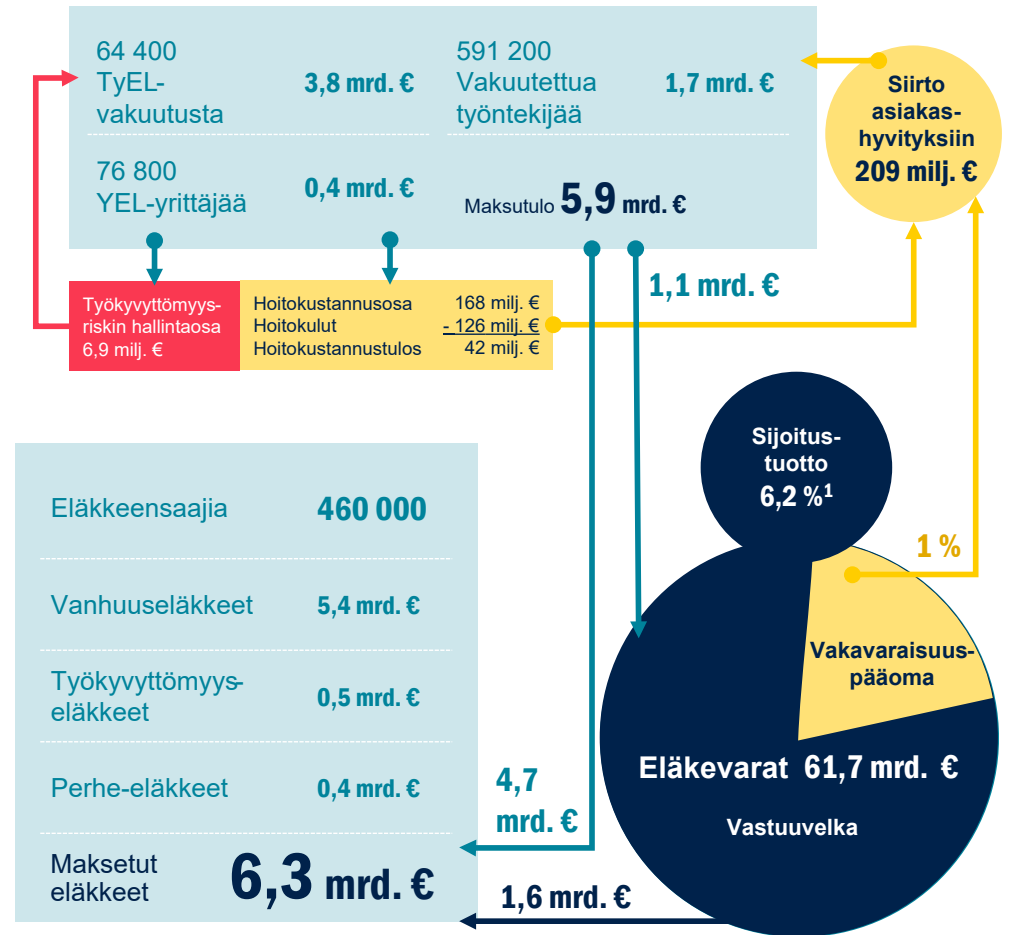 64 400
TyEL-
vakuutusta
3,8 mrd. €
591 200
Vakuutettua
työntekijää
1,7 mrd. €
76 800
YEL-yrittäjää
0,4 mrd. €
Maksutulo 5,9 mrd. €
Siirto
asiakas-
hyvityksiin
209 milj. €
Työkyvyttömyys-
riskin hallintaosa
6,9 milj. €
Hoitokustannusosa 168 milj. €
Hoitokulut - 126 milj. €
Hoitokustannustulos 42 milj. €
1,1 mrd. €
Sijoitus-
tuotto
6,2 %¹
1 %
Vakavaraisuus-
pääoma
Eläkevarat 61,7 mrd. €
Vastuuvelka
Eläkkeensaajia 460 000
Vanhuuseläkkeet 5,4 mrd. €
Työkyvyttömyys-
eläkkeet
0,5 mrd. €
Perhe-eläkkeet 0,4 mrd. €
Maksetut
eläkkeet
6,3 mrd. €
4,7
mrd. €
1,6 mrd. €